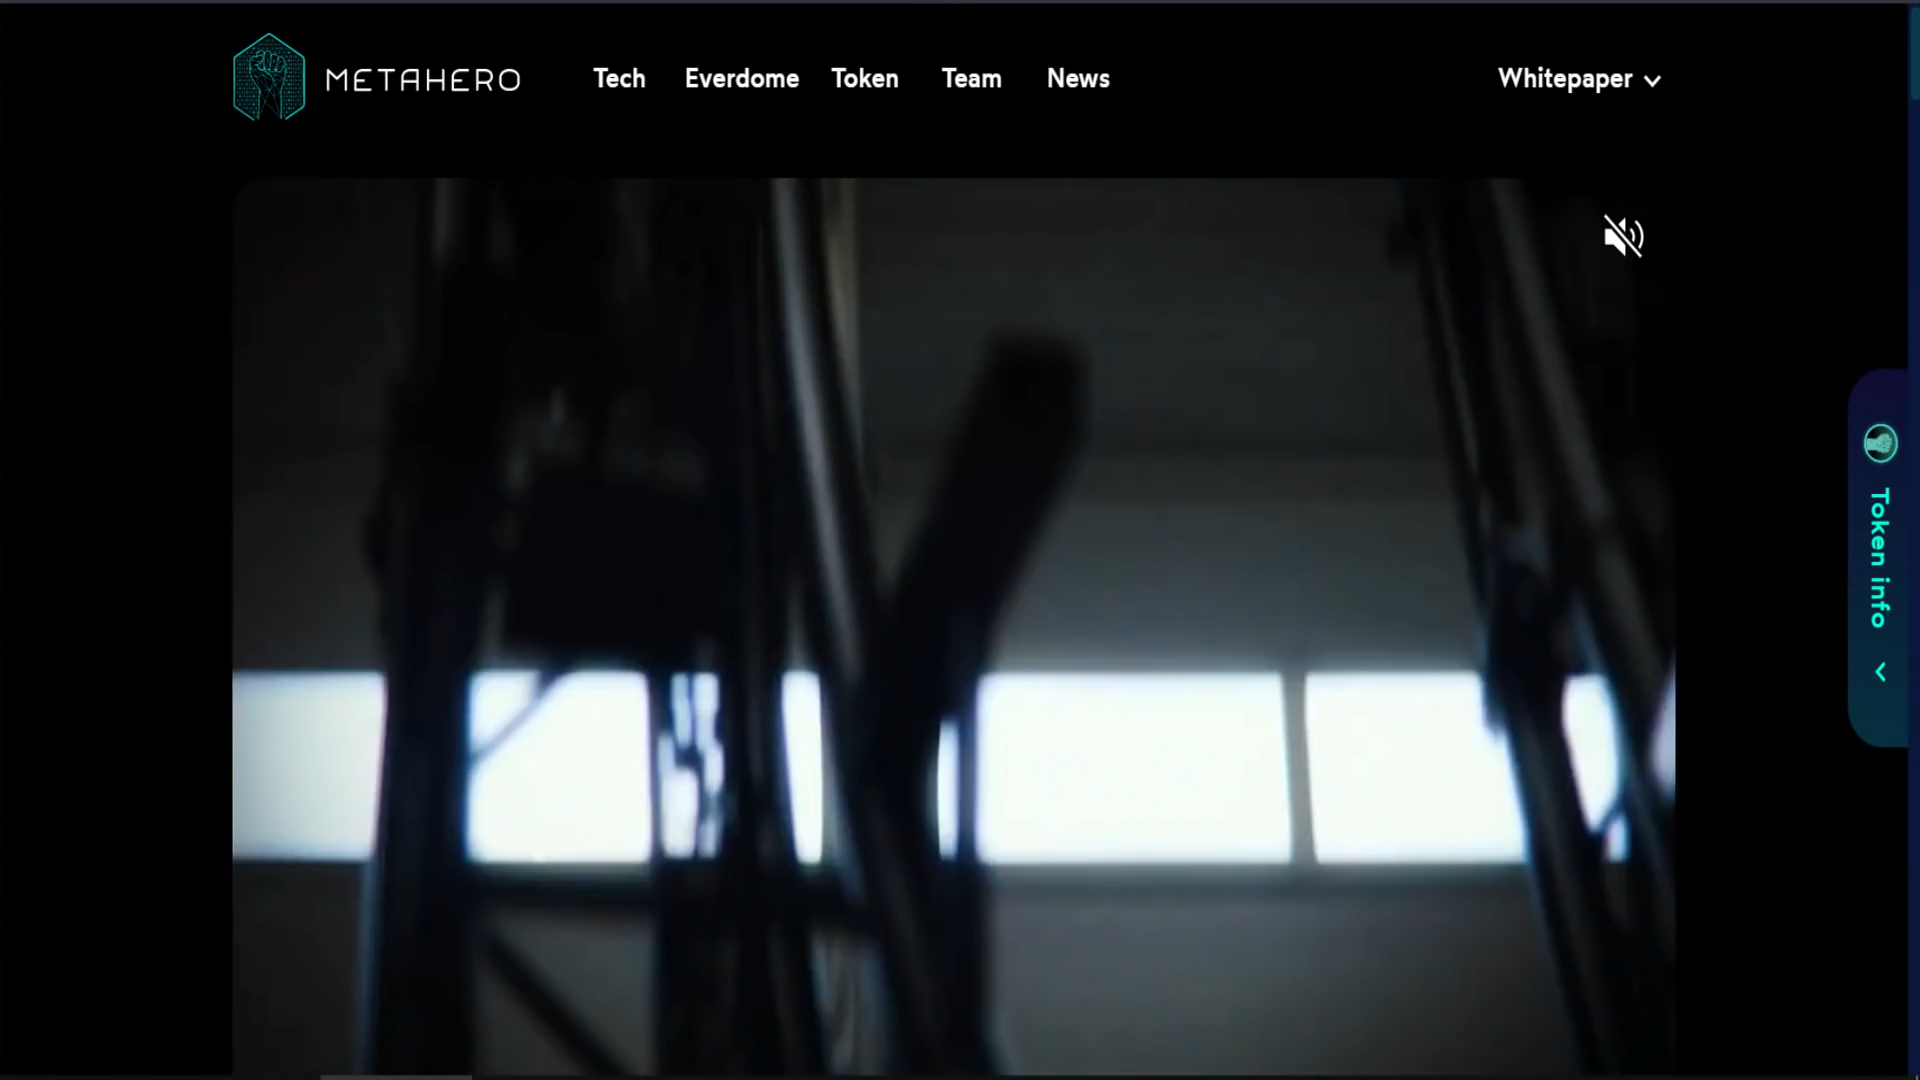 METAHERO
Tech
Everdome
Token
Team
News
Whitepaper
Token info